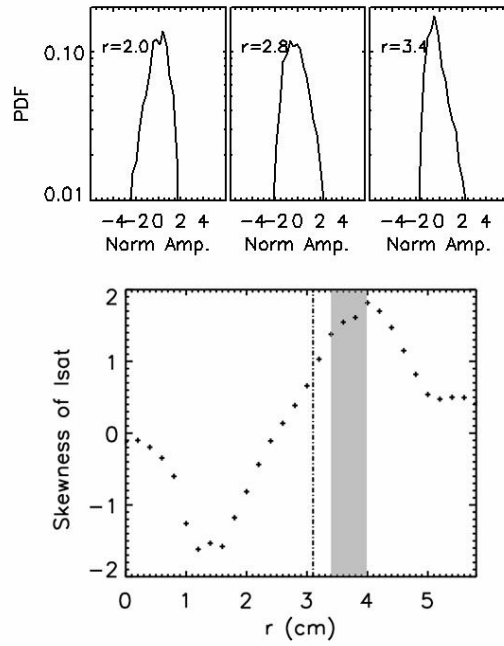 0.10
0.01
PDF
r=2.0
r=2.8
r=3.4
-4-2 0 2 4
-4-2 0 2 4
-4-2 0 2 4
Norm Amp.
Norm Amp.
Norm Amp.
2
1
0
-1
-2
Skewness of Isat
0 1 2 3 4 5
r (cm)